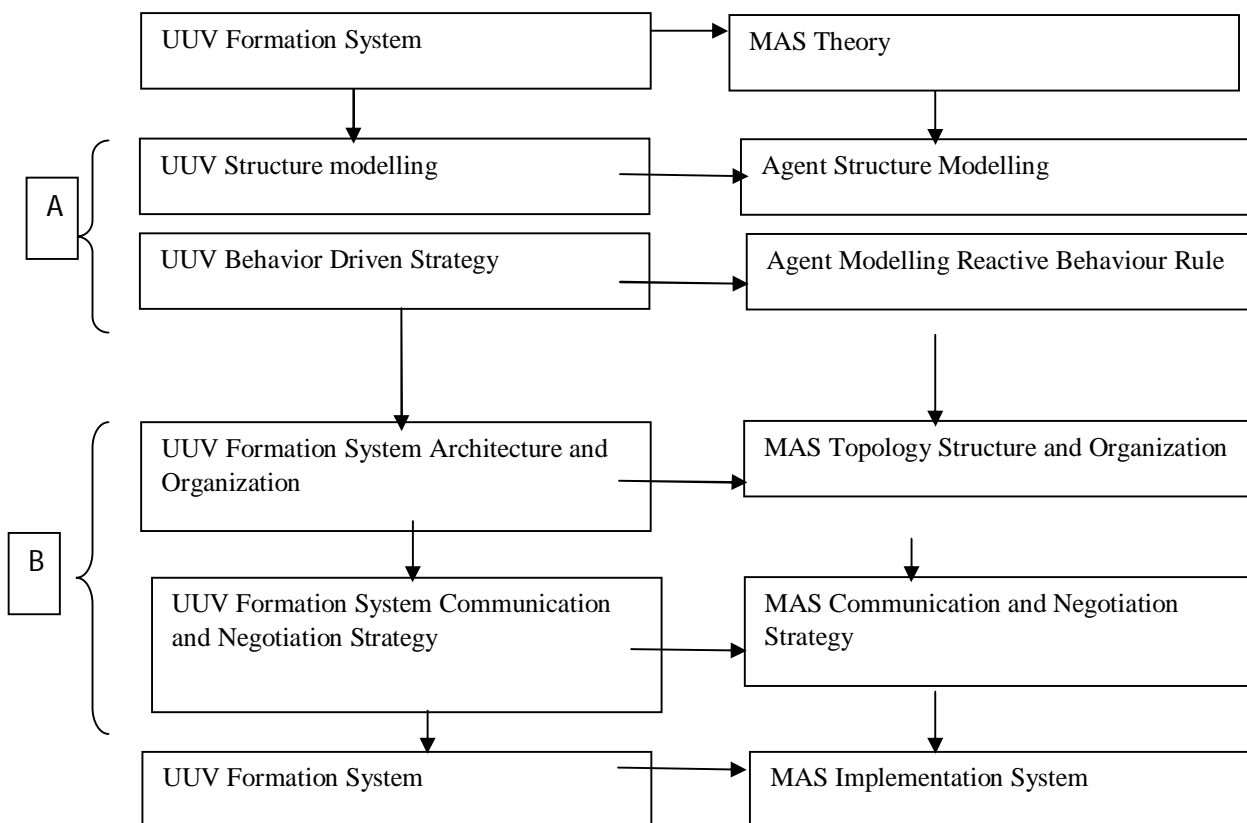 UUV Formation System
MAS Theory
A
UUV Structure modelling
Agent Structure Modelling
UUV Behavior Driven Strategy
Agent Modelling Reactive Behaviour Rule
B
UUV Formation System Architecture and
Organization
MAS Topology Structure and Organization
UUV Formation System Communication
and Negotiation Strategy
MAS Communication and Negotiation
Strategy
UUV Formation System
MAS Implementation System